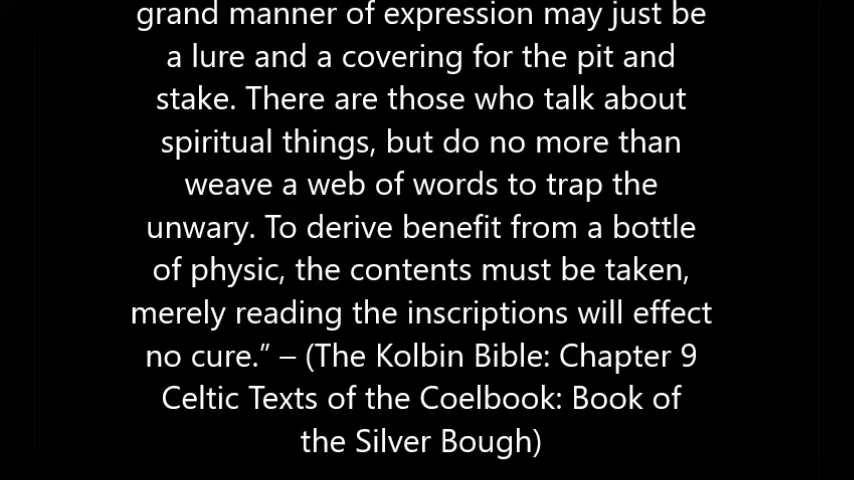 grand manner of expression may just be
a lure and a covering for the pit and
stake. There are those who talk about
spiritual things, but do no more than
weave a web of words to trap the
unwary. To derive benefit from a bottle
of physic, the contents must be taken,
merely reading the inscriptions will effect
no cure.” – (The Kolbin Bible: Chapter 9
Celtic Texts of the Coelbook: Book of
the Silver Bough)